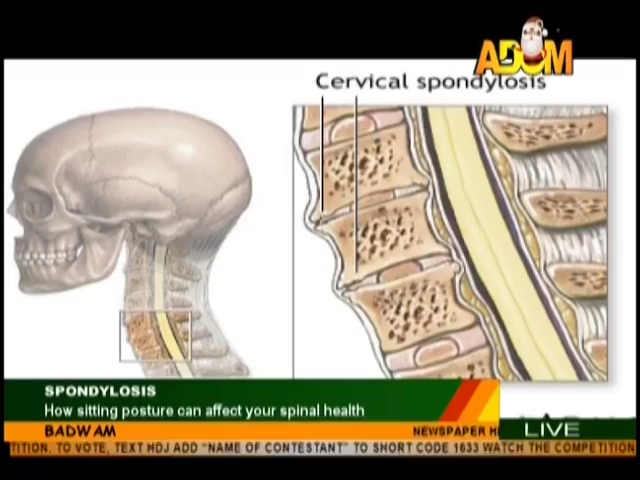 ADOM
Cervical spondylosis
SPONDYLOSIS
How sitting posture can affect your spinal health
BADWAM
NEWSPAPER
LIVE
TITION. TO VOTE, TEXT HDJ ADD "NAME OF CONTESTANT" TO SHORT CODE 1633 WATCH THE COMPETITION